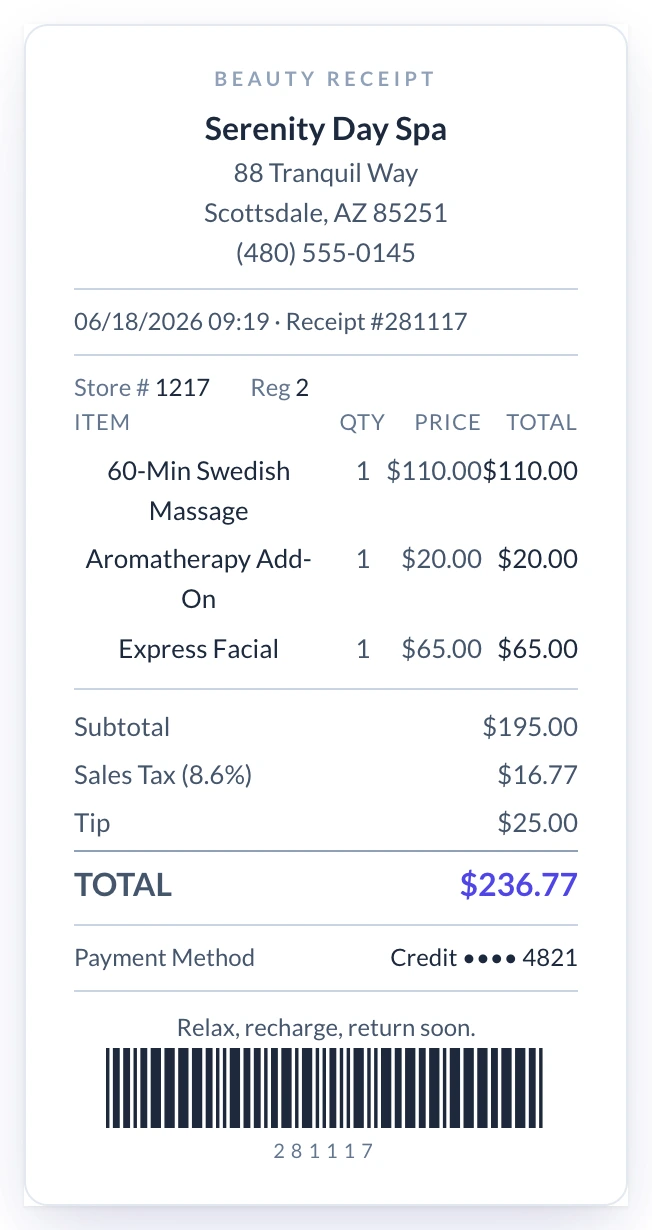 BEAUTY RECEIPT
Serenity Day Spa
88 Tranquil Way
Scottsdale, AZ 85251
(480) 555-0145
06/18/2026 09:19 · Receipt #281117
Store # 1217 Reg 2
ITEM QTY PRICE TOTAL
60-Min Swedish 1 $110.00 $110.00
Massage
Aromatherapy Add- 1 $20.00 $20.00
On
Express Facial 1 $65.00 $65.00
Subtotal $195.00
Sales Tax (8.6%) $16.77
Tip $25.00
TOTAL $236.77
Payment Method Credit •••• 4821
Relax, recharge, return soon.
281117